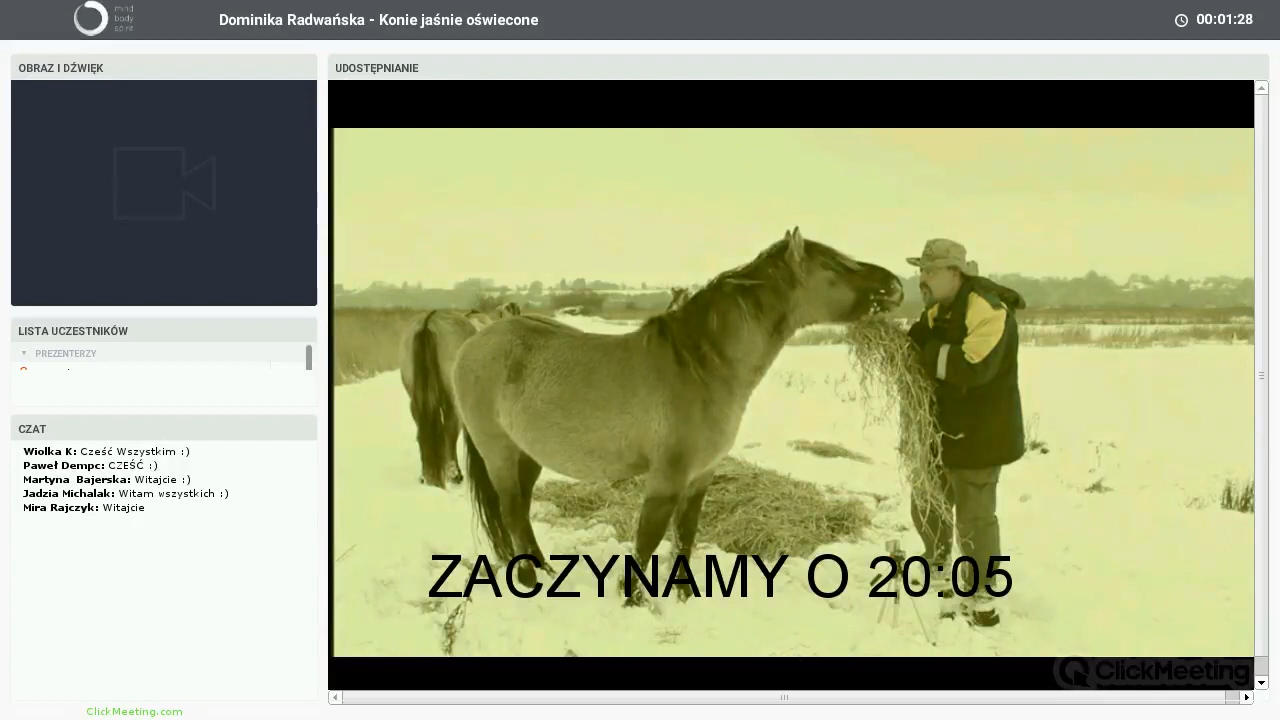 mind
body
spirit
Dominika Radwańska - Konie jaśnie oświecone
00:01:28
OBRAZ I DŹWIĘK
UDOSTĘPNIANIE
LISTA UCZESTNIKÓW
PREZENTERZY
CZAT
Wiolka K: Cześć Wszystkim :)
Paweł Dempc: CZEŚĆ :)
Martyna Bajerska: Witajcie :)
Jadzia Michalak: Witam wszystkich :)
Mira Rajczyk: Witajcie
ZACZYNAMY O 20:05
ClickMeeting
ClickMeeting.com